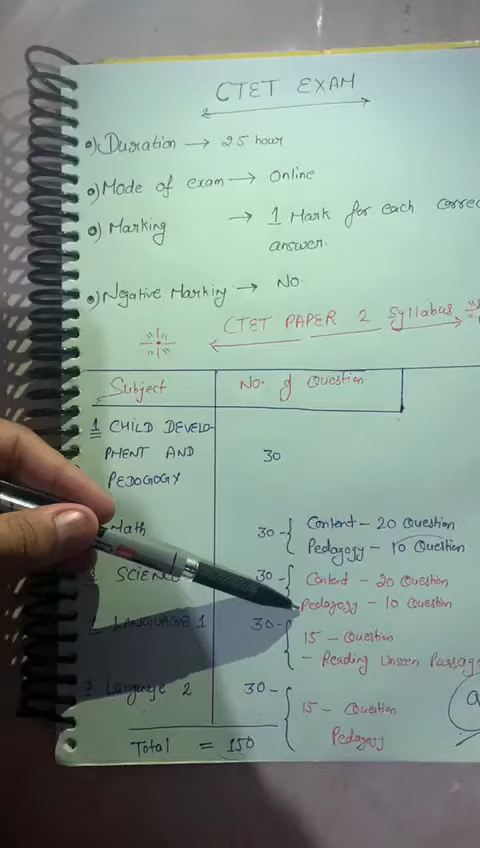 CTET EXAM
•) Duration → 25 hour
•) Mode of exam → Online
•) Marking → 1 Mark for each correc
answer.
•) Negative Marking → No.
CTET PAPER 2 Syllabus
Subject No. of Question
1 CHILD DEVELO-
PMENT AND 30
PEDOGOGY
Math 30 - Content - 20 Question
Pedagogy - 10 Question
SCIENCE 30 - Content - 20 Question
Pedagogy - 10 Question
LANGUAGE 1 30 -
15 - Question
- Reading Unseen Passage
2 Language 2 30 -
15 - Question
Pedagogy
Total = 150